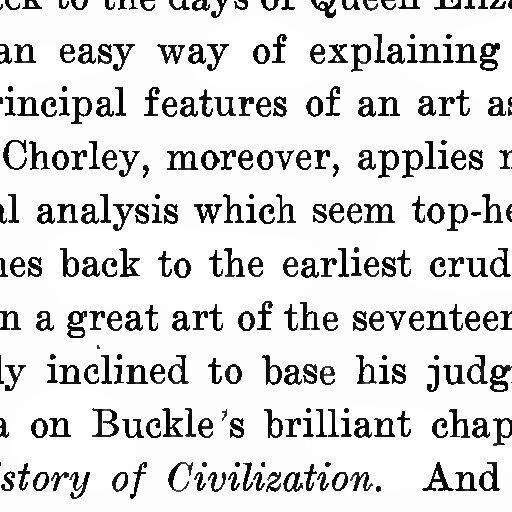 ck to the days of Queen Eliza
an easy way of explaining
rincipal features of an art as
Chorley, moreover, applies
al analysis which seem top-he
nes back to the earliest crud
n a great art of the seventeen
ly inclined to base his judg
a on Buckle's brilliant chap
story of Civilization. And